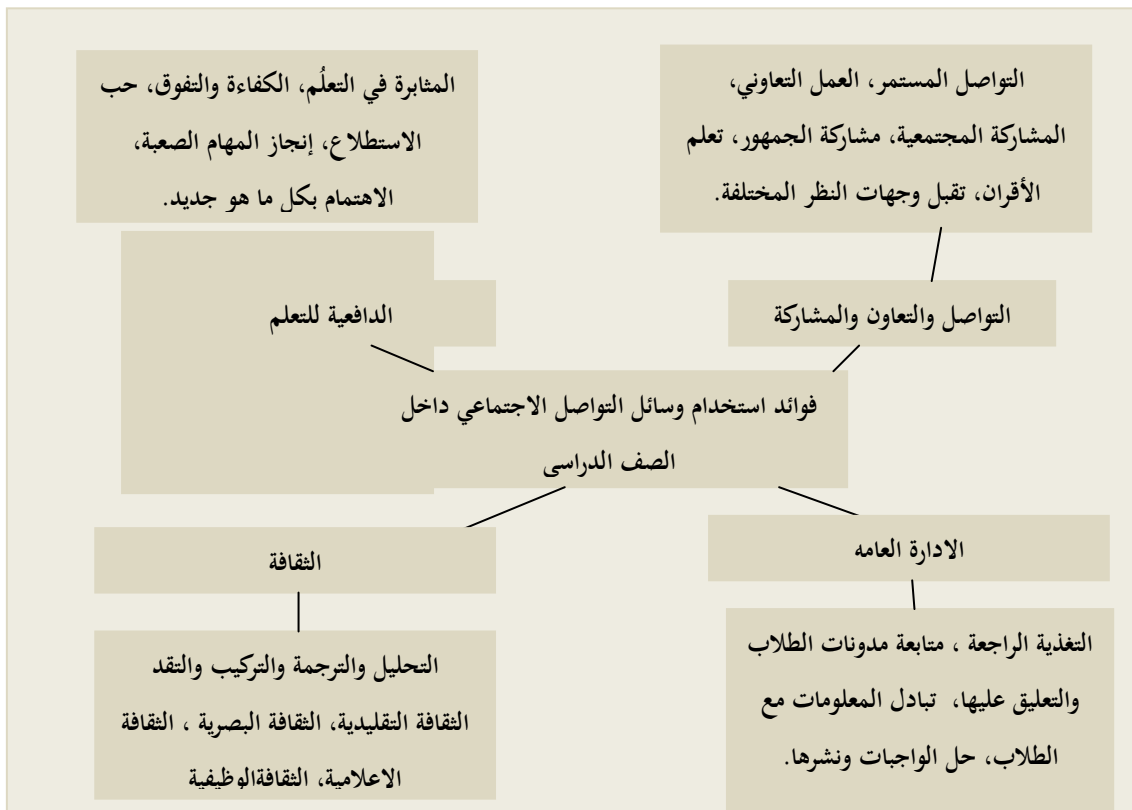 التواصل المستمر، العمل التعاوني،
المشاركة المجتمعية، مشاركة الجمهور، تعلم
الأقران، تقبل وجهات النظر المختلفة.
المثابرة في التعلُم، الكفاءة والتفوق، حب
الاستطلاع، إنجاز المهام الصعبة،
الاهتمام بكل ما هو جديد.
التواصل والتعاون والمشاركة
الدافعية للتعلم
فوائد استخدام وسائل التواصل الاجتماعي داخل
الصف الدراسى
الادارة العامه
الثقافة
التغذية الراجعة ، متابعة مدونات الطلاب
والتعليق عليها، تبادل المعلومات مع
الطلاب، حل الواجبات ونشرها.
التحليل والترجمة والتركيب والتقد
الثقافة التقليدية، الثقافة البصرية ، الثقافة
الاعلامية، الثقافةالوظيفية